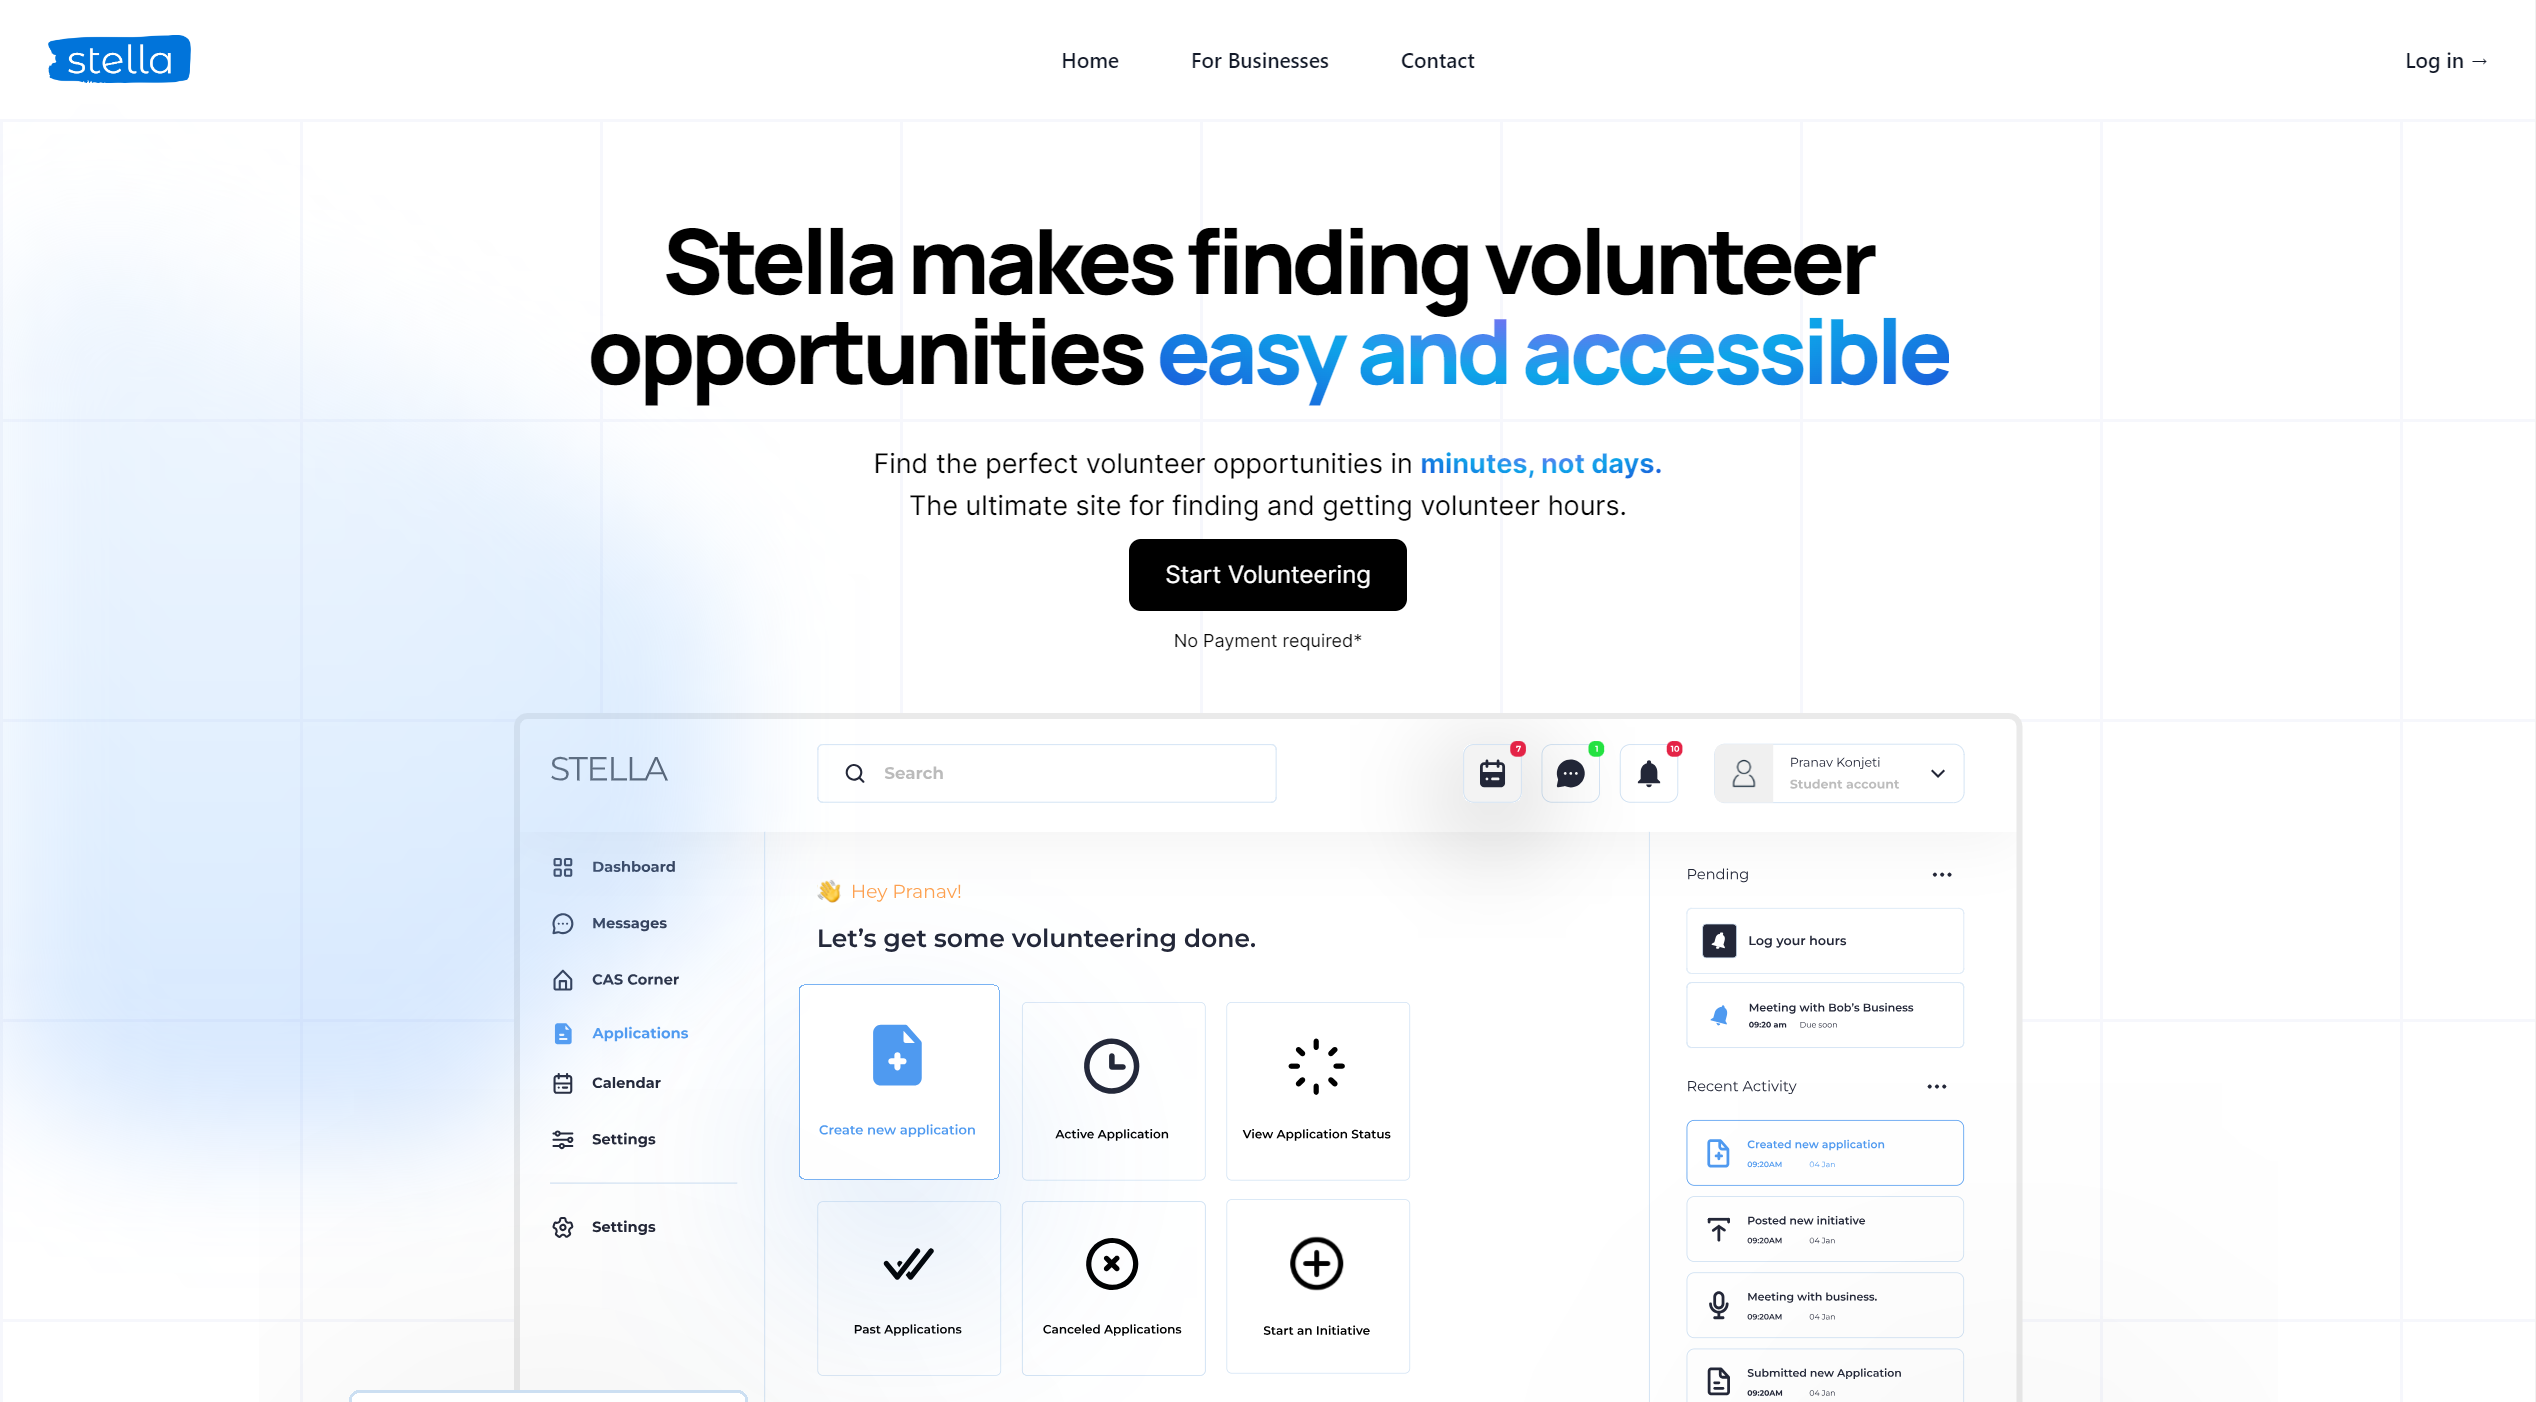 stella
Home
For Businesses
Contact
Log in →
Stella makes finding volunteer
opportunities easy and accessible
Find the perfect volunteer opportunities in minutes, not days.
The ultimate site for finding and getting volunteer hours.
Start Volunteering
No Payment required*
STELLA
Search
7
1
10
Pranav Konjeti
Student account
Dashboard
Messages
CAS Corner
Applications
Calendar
Settings
Settings
👋 Hey Pranav!
Let’s get some volunteering done.
Create new application
Active Application
View Application Status
Past Applications
Canceled Applications
Start an Initiative
Pending
Log your hours
Meeting with Bob’s Business
09:20 am Due soon
Recent Activity
Created new application
09:20AM 04 Jan
Posted new initiative
09:20AM 04 Jan
Meeting with business.
09:20AM 04 Jan
Submitted new Application
09:20AM 04 Jan